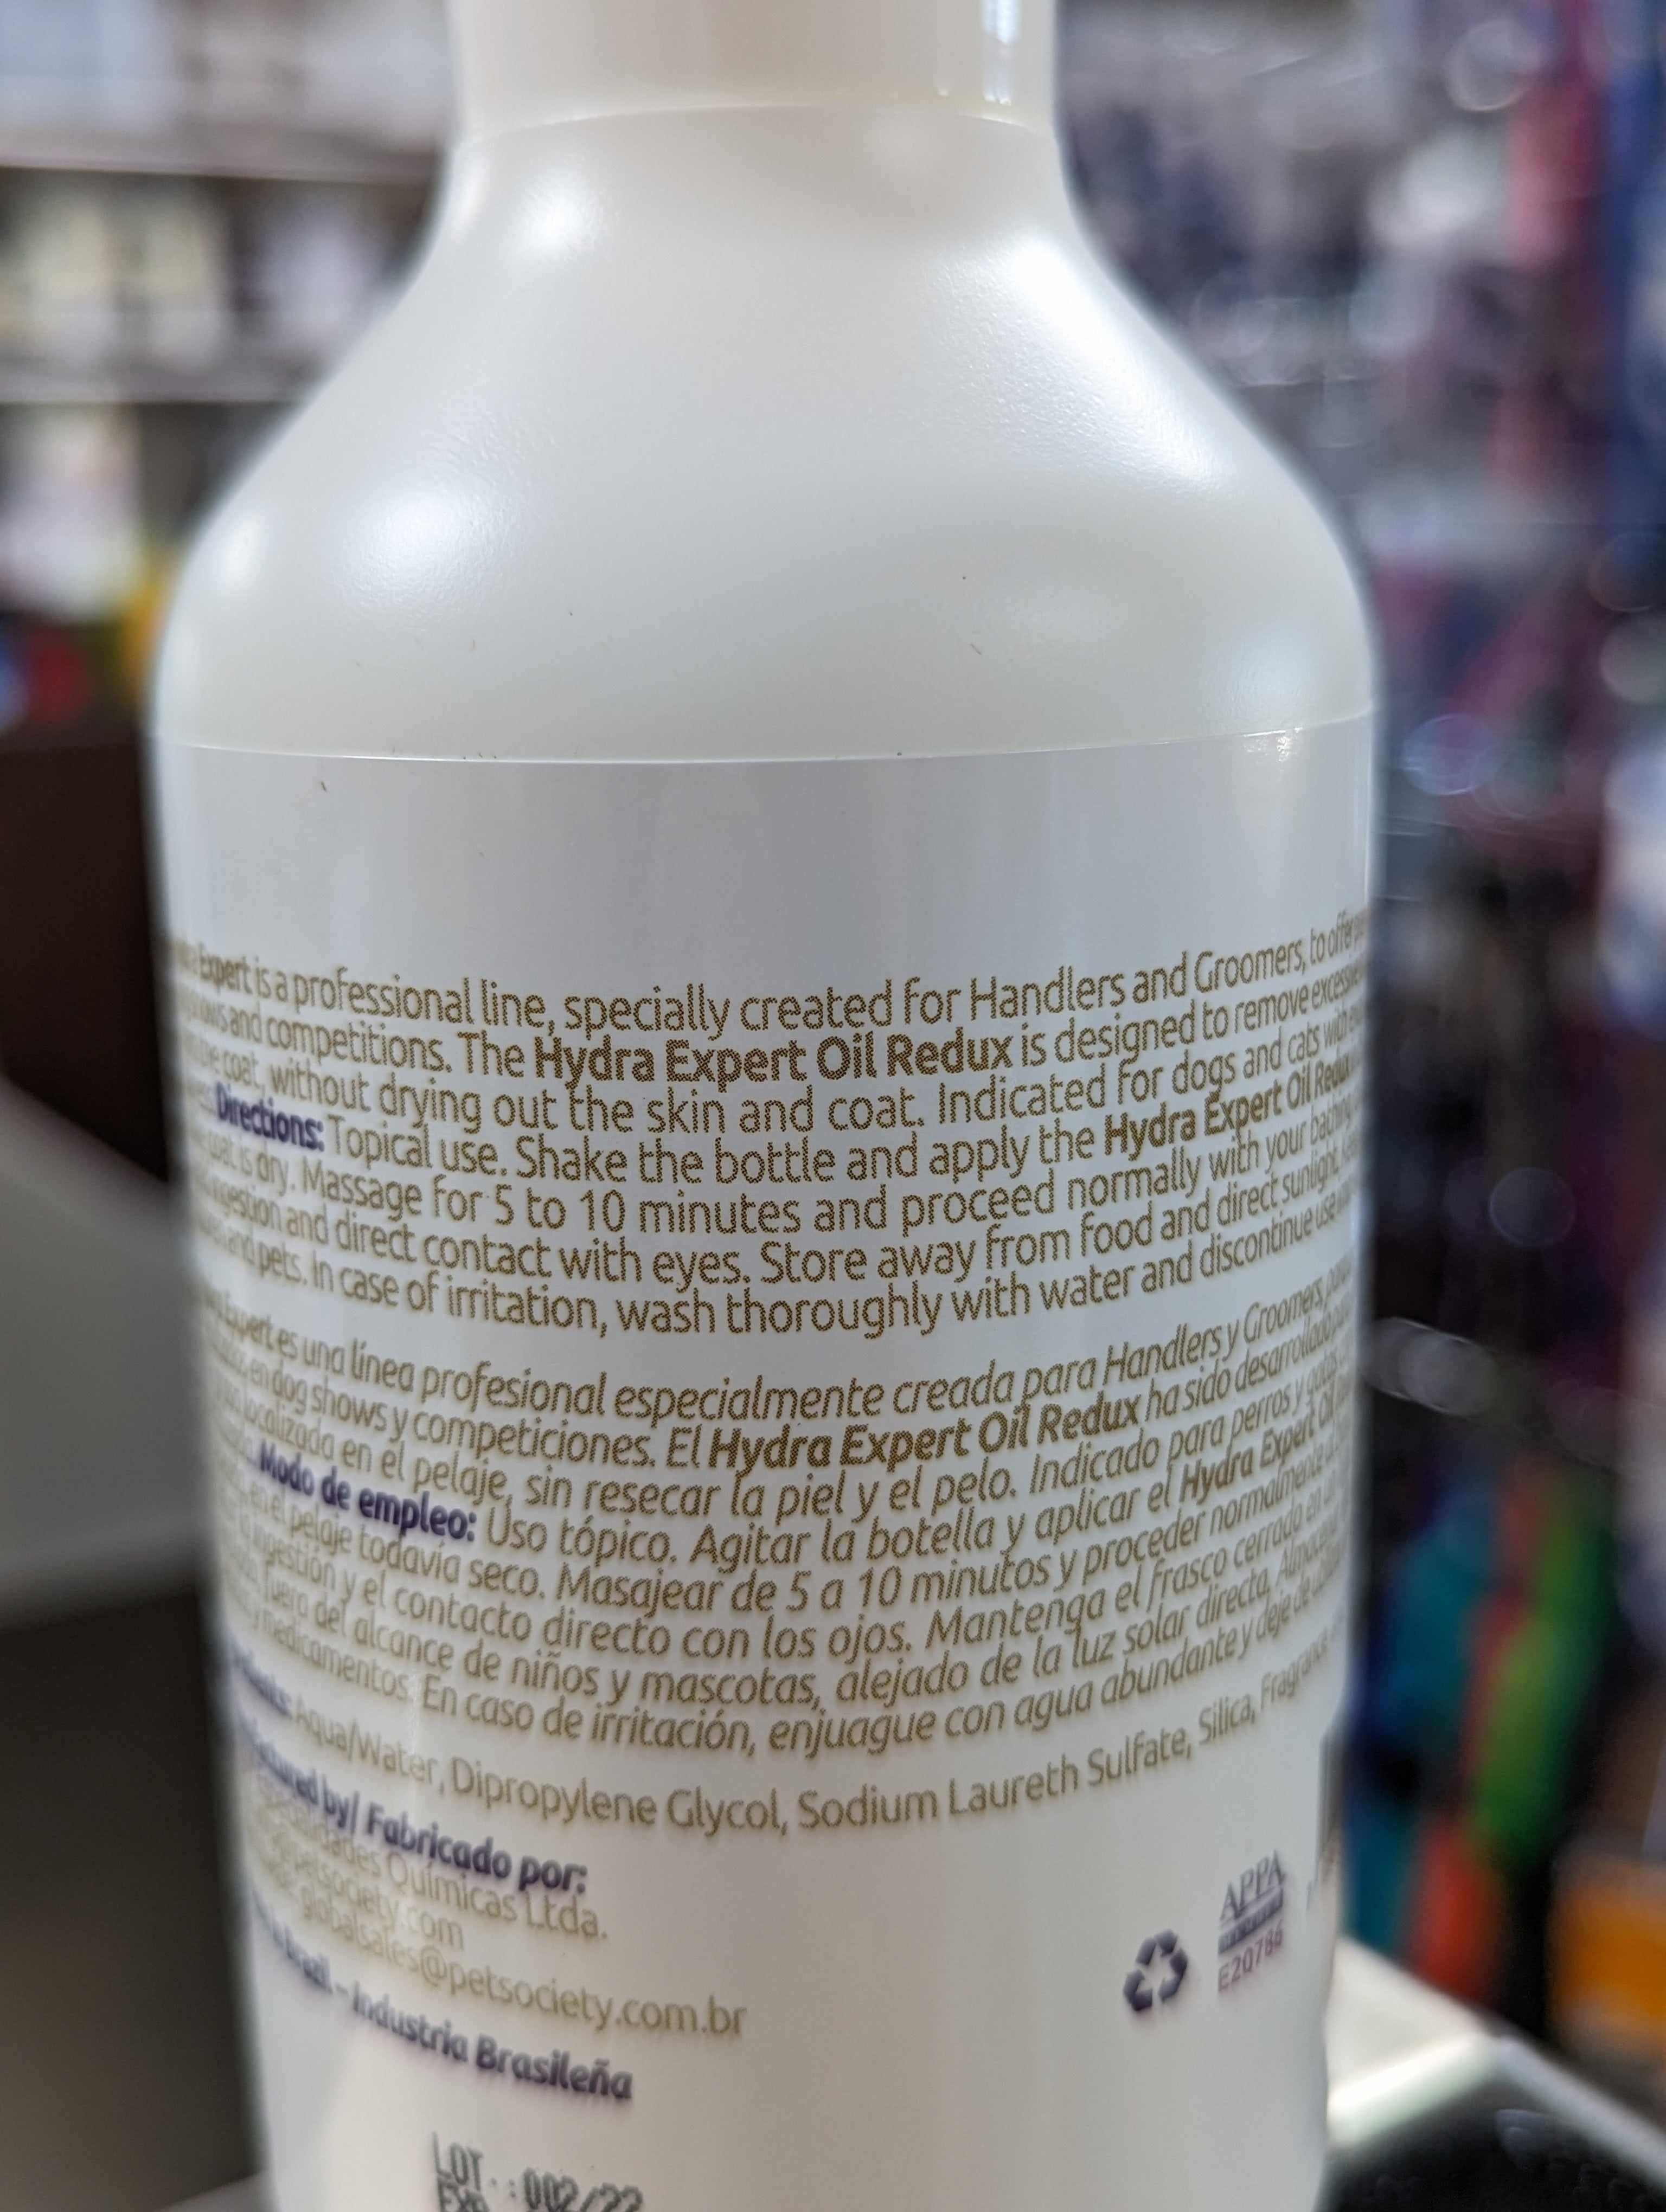 Expert is a professional line, specially created for Handlers and Groomers, to offer
and competitions. The Hydra Expert Oil Redux is designed to remove excessive
coat, without drying out the skin and coat. Indicated for dogs and cats with
Directions: Topical use. Shake the bottle and apply the Hydra Expert Oil Redux
is dry. Massage for 5 to 10 minutes and proceed normally with your bathing
ingestion and direct contact with eyes. Store away from food and direct sunlight,
and pets. In case of irritation, wash thoroughly with water and discontinue use
Expert es una línea profesional especialmente creada para Handlers y Groomers,
en dog shows y competiciones. El Hydra Expert Oil Redux ha sido desarrollado
localizada en el pelaje, sin resecar la piel y el pelo. Indicado para perros y gatos
Modo de empleo: Uso tópico. Agitar la botella y aplicar el Hydra Expert Oil
en el pelaje todavía seco. Masajear de 5 a 10 minutos y proceder normalmente
ingestión y el contacto directo con los ojos. Mantenga el frasco cerrado en
fuera del alcance de niños y mascotas, alejado de la luz solar directa.
y medicamentos. En caso de irritación, enjuague con agua abundante y deje de
Aqua/Water, Dipropylene Glycol, Sodium Laureth Sulfate, Silica,
by/ Fabricado por:
Químicas Ltda.
petsociety.com
globalsales@petsociety.com.br
- Industria Brasileña
APPA
E20786
LOT : 002/22